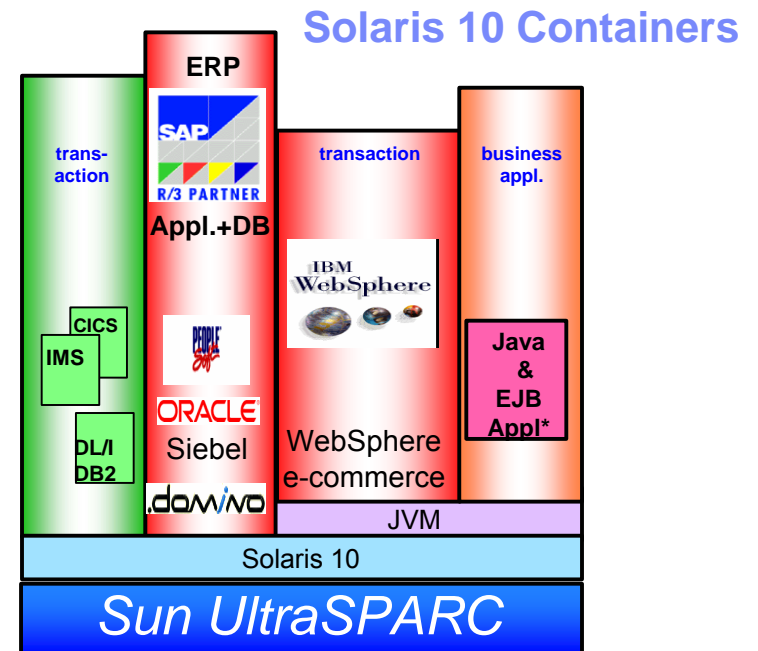 Solaris 10 Containers
trans-
action
CICS
IMS
DL/I
DB2
ERP
SAP
R/3 PARTNER
Appl.+DB
PEOPLE
Soft
ORACLE
Siebel
.domino
transaction
IBM
WebSphere
WebSphere
e-commerce
business
appl.
Java
&
EJB
Appl*
JVM
Solaris 10
Sun UltraSPARC